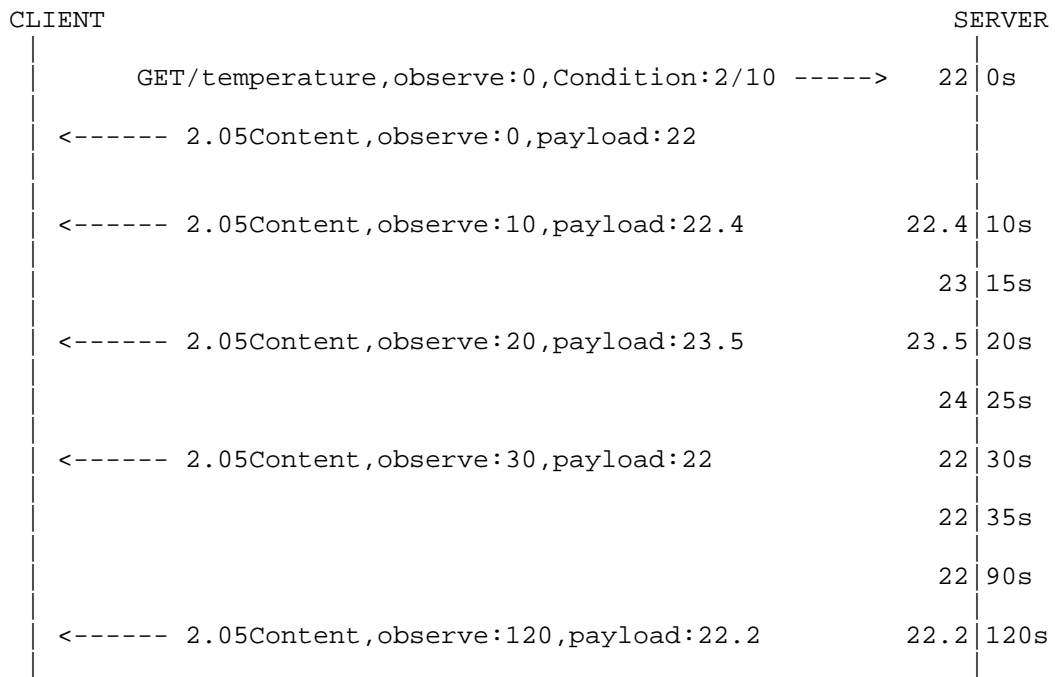 CLIENT SERVER
GET/temperature,observe:0,Condition:2/10 -----> 22|0s
<------ 2.05Content,observe:0,payload:22
<------ 2.05Content,observe:10,payload:22.4 22.4|10s
23|15s
<------ 2.05Content,observe:20,payload:23.5 23.5|20s
24|25s
<------ 2.05Content,observe:30,payload:22 22|30s
22|35s
22|90s
<------ 2.05Content,observe:120,payload:22.2 22.2|120s